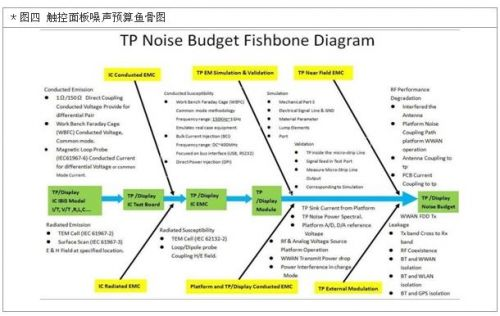 *图四 触控面板噪声预算鱼骨图
TP Noise Budget Fishbone Diagram
IC Conducted EMC
TP EM Simulation & Validation
TP Near Field EMC
Conducted Emission
1Ω/150Ω Direct Coupling
Conducted Voltage Provide for
differential Pair
Work Bench Faraday Cage
(WBFC) Conducted Voltage,
Common mode.
Magnetic Loop Probe
(IEC61967-6) Conducted Current
for differential Voltage or common
Mode Current.
Conducted Susceptibility
Work Bench Faraday Cage (WBFC)
Common mode methodology
Frequency range: 150KHz~1GHz
Emulates real case equipment
Bulk Current Injection (BCI)
Frequency range: DC~400MHz
Focused on bus interface (USB, RS232)
Direct Power Injection (DPI)
Simulation
Mechanical Part S
Electrical Signal Line & GND
Material Parameter
Lump Elements
Port
Validation
TP inside the micro-strip Line
Signal Seed in Test Port
Measure Micro-Strip Line
Output
Corresponding to Simulation
RF Performance
Degradation
Interfered the
Antenna
Platform Noise
Coupling Path
platform WWAN
operation
Antenna Coupling to
tp
PCB Current
Coupling to tp
TP/Display
IC IBIS Model
I/T, V/T ,R,L,C....
TP /Display
IC Test Board
TP /Display
IC EMC
TP
/Display
Module
TP/Display
Noise Budget
Radiated Emission
TEM Cell (IEC 61967-2)
Surface Scan (IEC 61967-3)
E & H Field at specified location.
Radiated Susceptibility
TEM Cell (IEC 62132-2)
Loop/Dipole probe
Coupling H/E field.
TP Sink Current from Platform
TP Noise Power Spectral.
Platform A/D, D/A reference
Voltage
RF & Analog Voltage Source
Platform Operation
WWAN Transmit Power drop
Power Interference in charge
Mode
WWAN FDD Tx
Leakage
Tx band Cross to Rx
band
RF Coexistence
BT and WWAN
isolation
BT and WLAN
isolation
BT and GPS isolation
IC Radiated EMC
Platform and TP/Display Conducted EMC
TP External Modulation